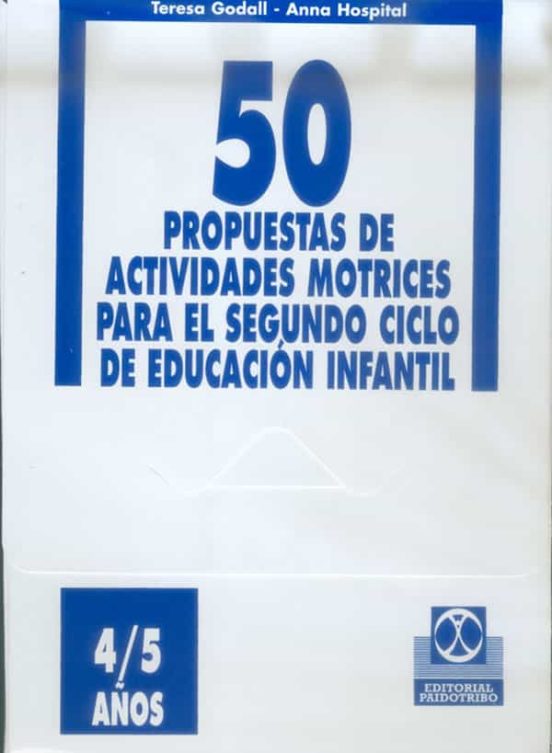 Teresa Godall - Anna Hospital
50
PROPUESTAS DE
ACTIVIDADES MOTRICES
PARA EL SEGUNDO CICLO
DE EDUCACIÓN INFANTIL
4/5
AÑOS
EDITORIAL
PAIDOTRIBO